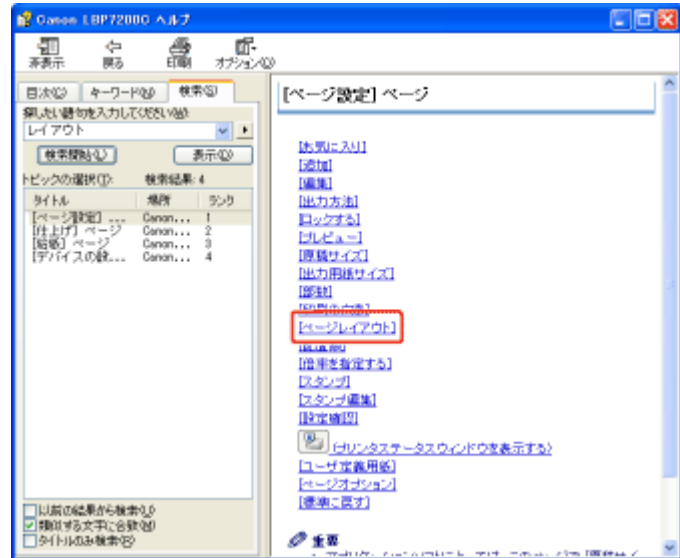 Canon LBP7200C ヘルプ
非表示 戻る 印刷 オプション(O)
目次(C) キーワード(N) 検索(S)
探したい語句を入力してください(W):
レイアウト
検索開始(L) 表示(D)
トピックの選択(T): 検索結果: 4
タイトル 場所 ランク
[ページ設定] ... Canon... 1
[仕上げ] ページ Canon... 2
[給紙] ページ Canon... 3
[デバイスの設... Canon... 4
以前の結果から検索(U)
類似する文字に合致(M)
タイトルのみ検索(R)
[ページ設定] ページ
[お気に入り]
[追加]
[編集]
[出力方法]
[ロックする]
[プレビュー]
[原稿サイズ]
[出力用紙サイズ]
[部数]
[印刷の向き]
[ページレイアウト]
[倍率を指定する]
[スタンプ]
[スタンプ編集]
[設定確認]
(プリンタステータスウィンドウを表示する)
[ユーザ定義用紙]
[ページオプション]
[標準に戻す]
重要